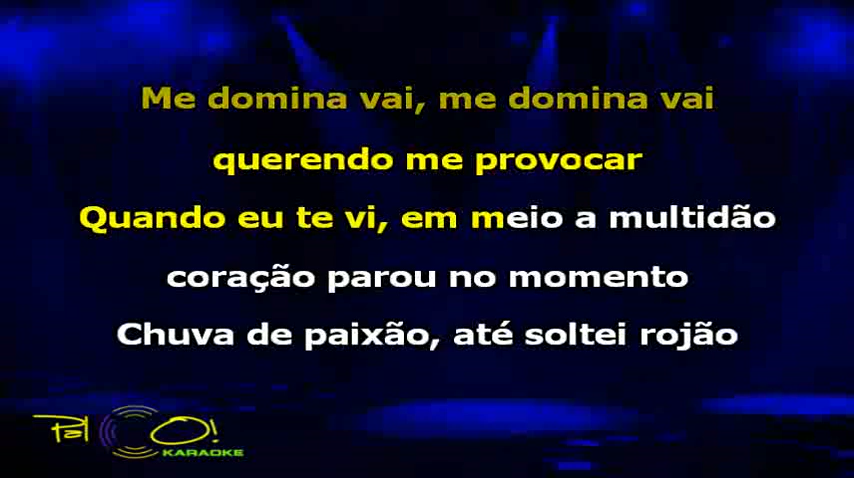 Me domina vai, me domina vai
querendo me provocar
Quando eu te vi, em meio a multidão
coração parou no momento
Chuva de paixão, até soltei rojão
PalCO!
KARAOKE